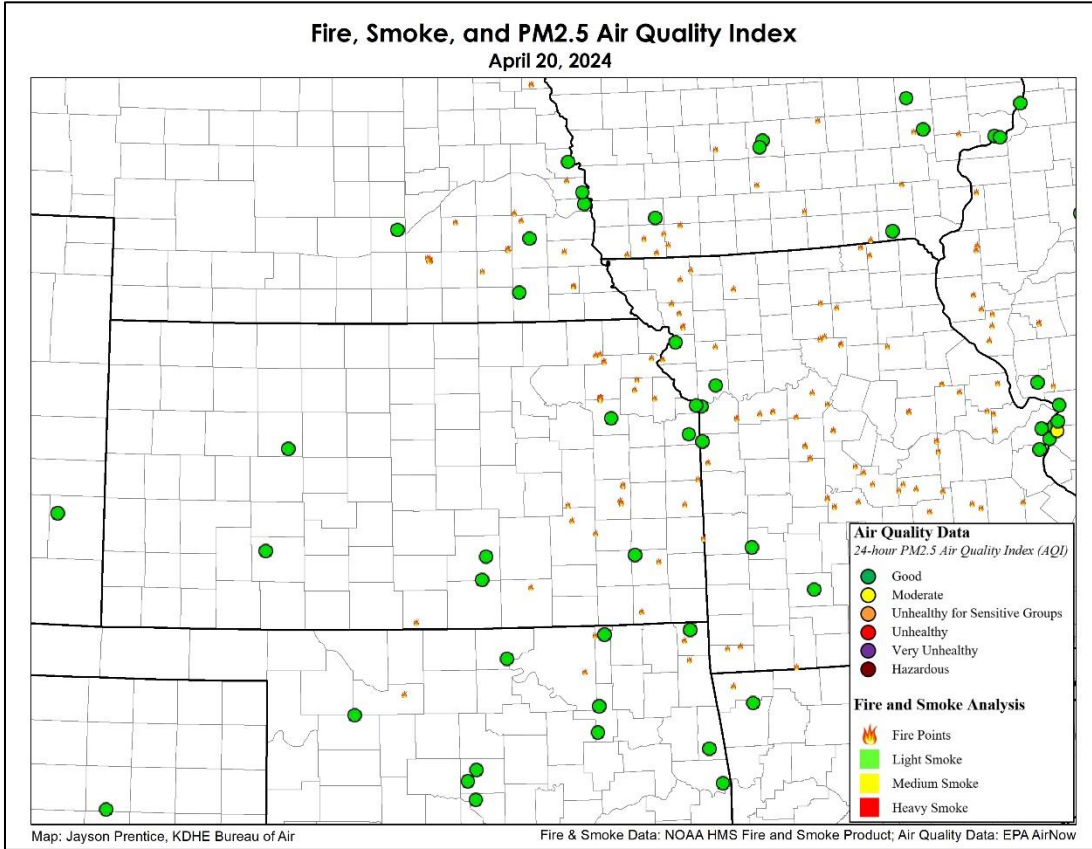 Fire, Smoke, and PM2.5 Air Quality Index
April 20, 2024
Air Quality Data
24-hour PM2.5 Air Quality Index (AQI)
Good
Moderate
Unhealthy for Sensitive Groups
Unhealthy
Very Unhealthy
Hazardous
Fire and Smoke Analysis
Fire Points
Light Smoke
Medium Smoke
Heavy Smoke
Map: Jayson Prentice, KDHE Bureau of Air
Fire & Smoke Data: NOAA HMS Fire and Smoke Product; Air Quality Data: EPA AirNow